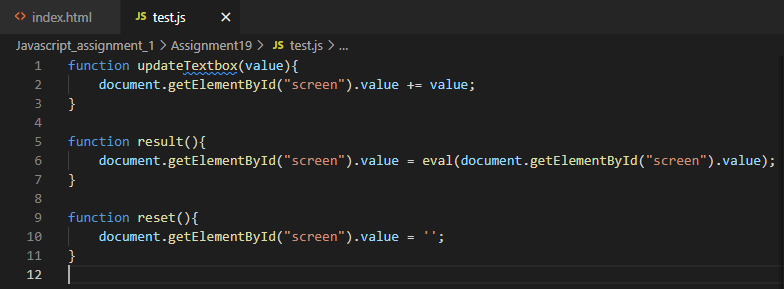 <> index.html JS test.js ×
Javascript_assignment_1 > Assignment19 > JS test.js > ...
1 function updateTextbox(value){
2 document.getElementById("screen").value += value;
3 }
4
5 function result(){
6 document.getElementById("screen").value = eval(document.getElementById("screen").value);
7 }
8
9 function reset(){
10 document.getElementById("screen").value = '';
11 }
12